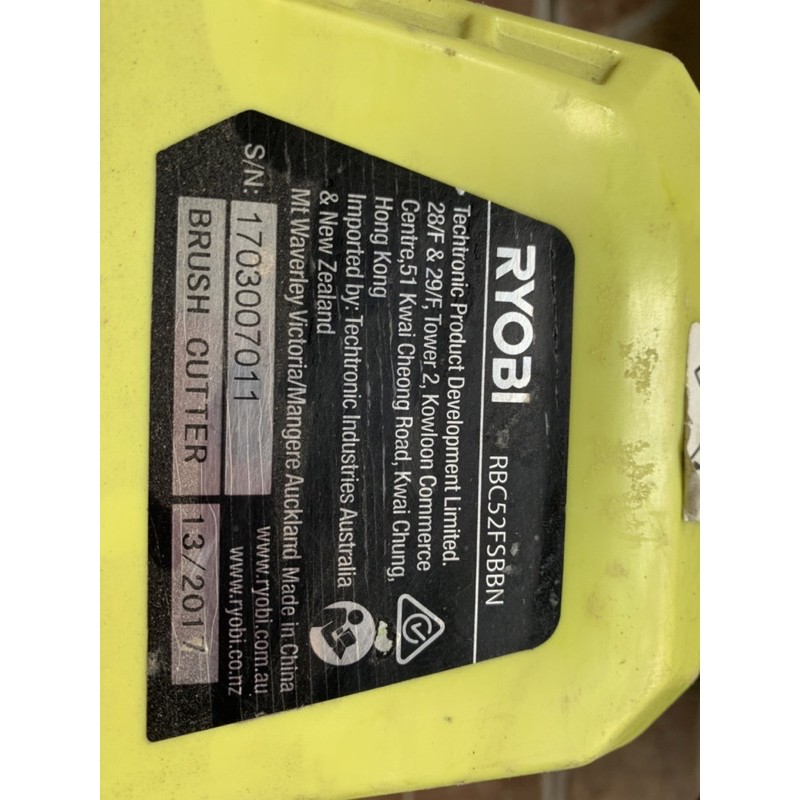 RYOBI RBC52FSBBN
Techtronic Product Development Limited.
28/F & 29/F, Tower 2, Kowloon Commerce
Centre,51 Kwai Cheong Road, Kwai Chung,
Hong Kong
Imported by: Techtronic Industries Australia
& New Zealand
Mt Waverley Victoria/Mangere Auckland Made in China
S/N: 1703007011 www.ryobi.com.au
www.ryobi.co.nz
BRUSH CUTTER 13/2017